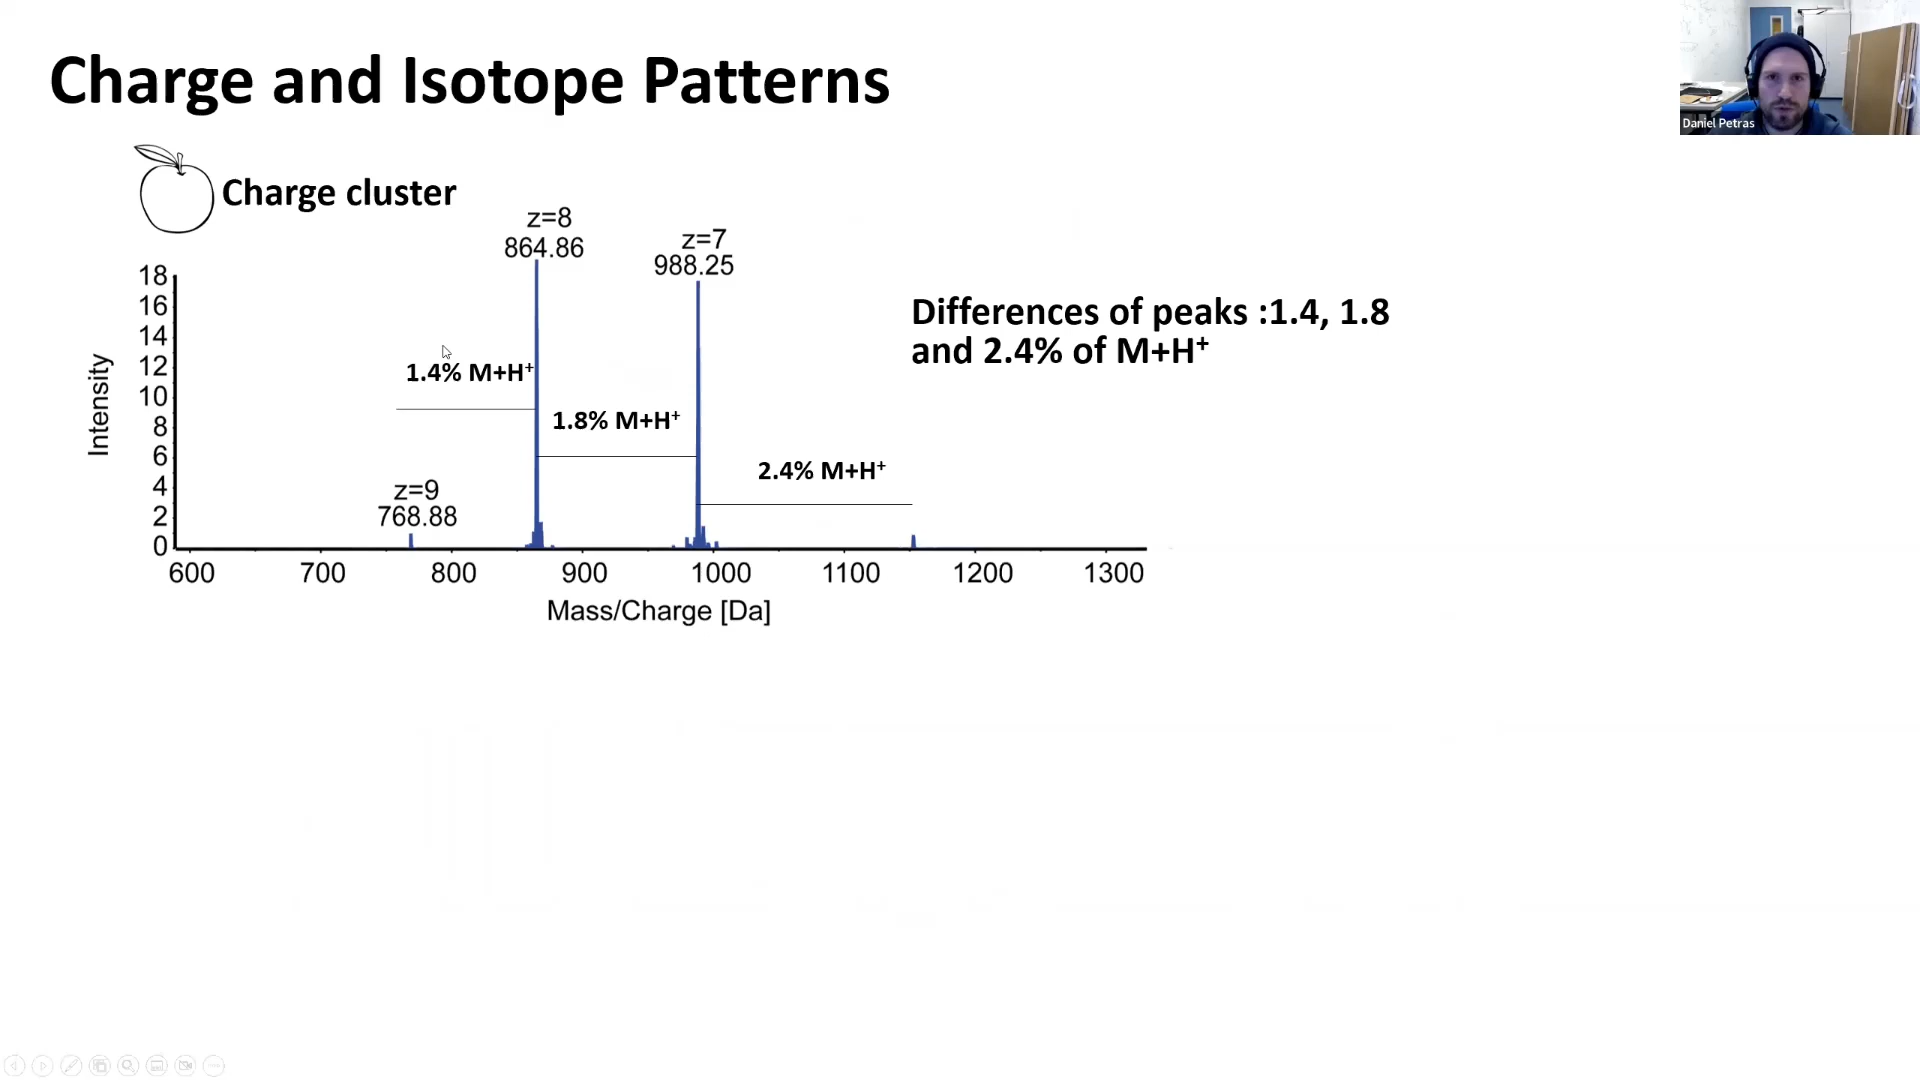 Charge and Isotope Patterns
Daniel Petras
Charge cluster
z=8
864.86
z=7
988.25
18
16
14
12
10
8
6
4
2
0
Intensity
1.4% M+H⁺
1.8% M+H⁺
2.4% M+H⁺
z=9
768.88
600 700 800 900 1000 1100 1200 1300
Mass/Charge [Da]
Differences of peaks :1.4, 1.8
and 2.4% of M+H⁺